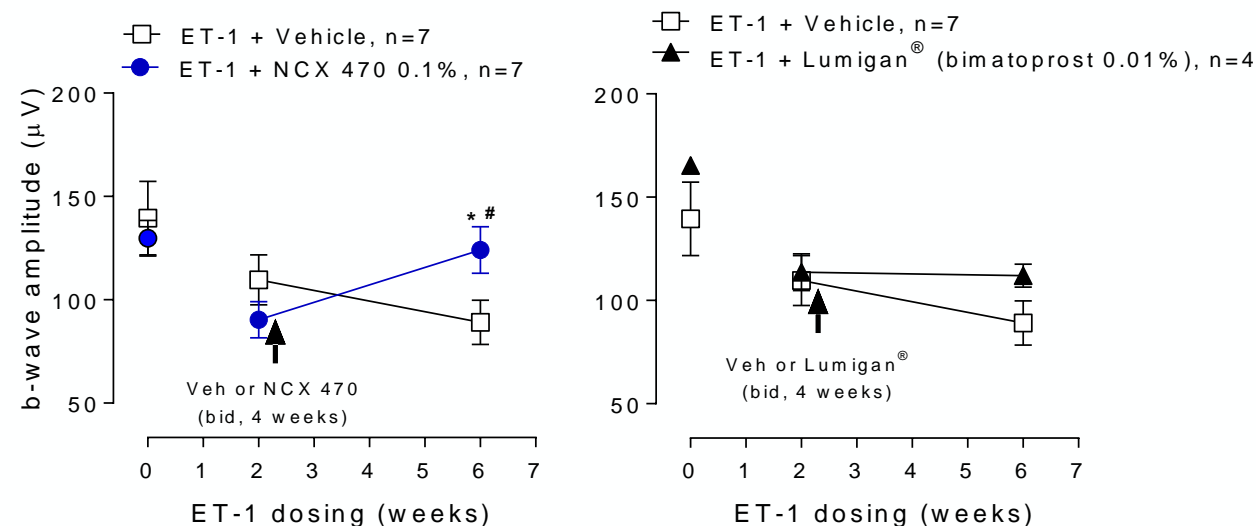 ET-1 + Vehicle, n=7
ET-1 + NCX 470 0.1%, n=7
b-wave amplitude (μV)
200
150
100
50
* #
Veh or NCX 470
(bid, 4 weeks)
0 1 2 3 4 5 6 7
ET-1 dosing (weeks)
ET-1 + Vehicle, n=7
ET-1 + Lumigan® (bimatoprost 0.01%), n=4
200
150
100
50
Veh or Lumigan®
(bid, 4 weeks)
0 1 2 3 4 5 6 7
ET-1 dosing (weeks)